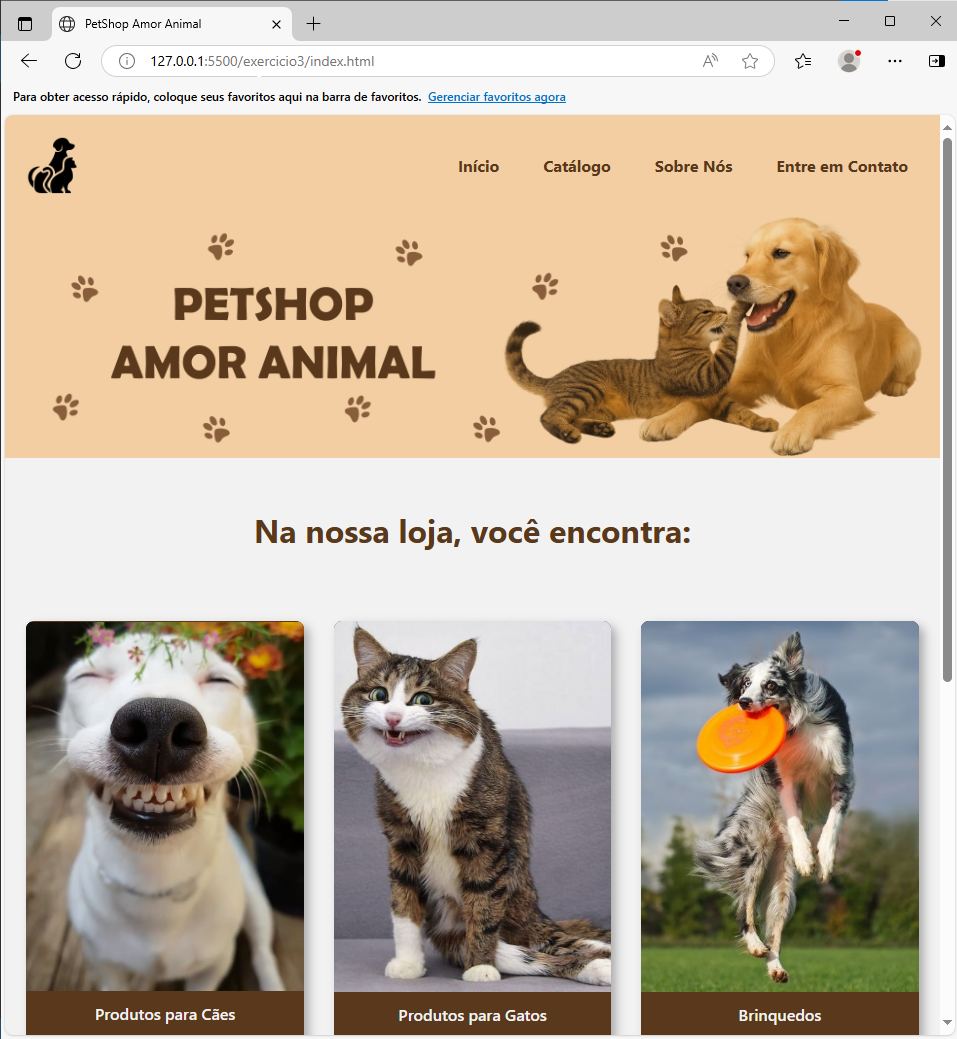 PetShop Amor Animal
127.0.0.1:5500/exercicio3/index.html
Para obter acesso rápido, coloque seus favoritos aqui na barra de favoritos. Gerenciar favoritos agora
Início Catálogo Sobre Nós Entre em Contato
PETSHOP
AMOR ANIMAL
Na nossa loja, você encontra:
Produtos para Cães Produtos para Gatos Brinquedos